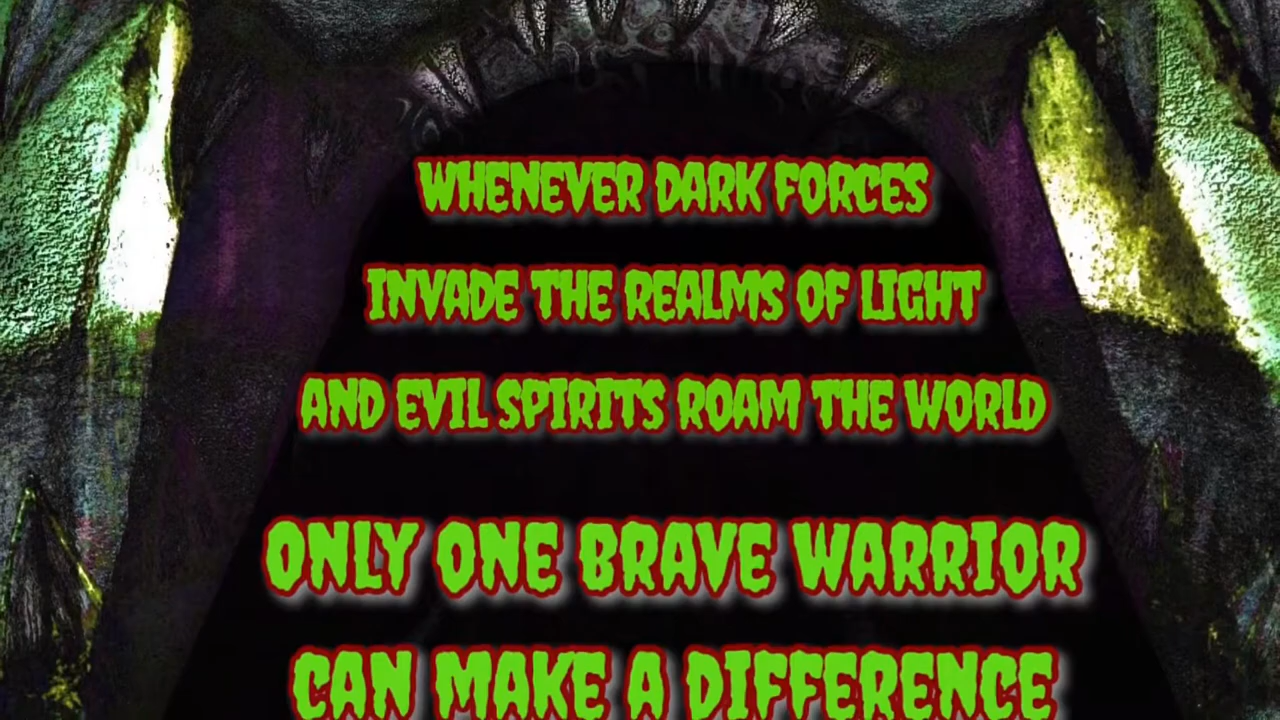 WHENEVER DARK FORCES
INVADE THE REALMS OF LIGHT
AND EVIL SPIRITS ROAM THE WORLD
ONLY ONE BRAVE WARRIOR
CAN MAKE A DIFFERENCE